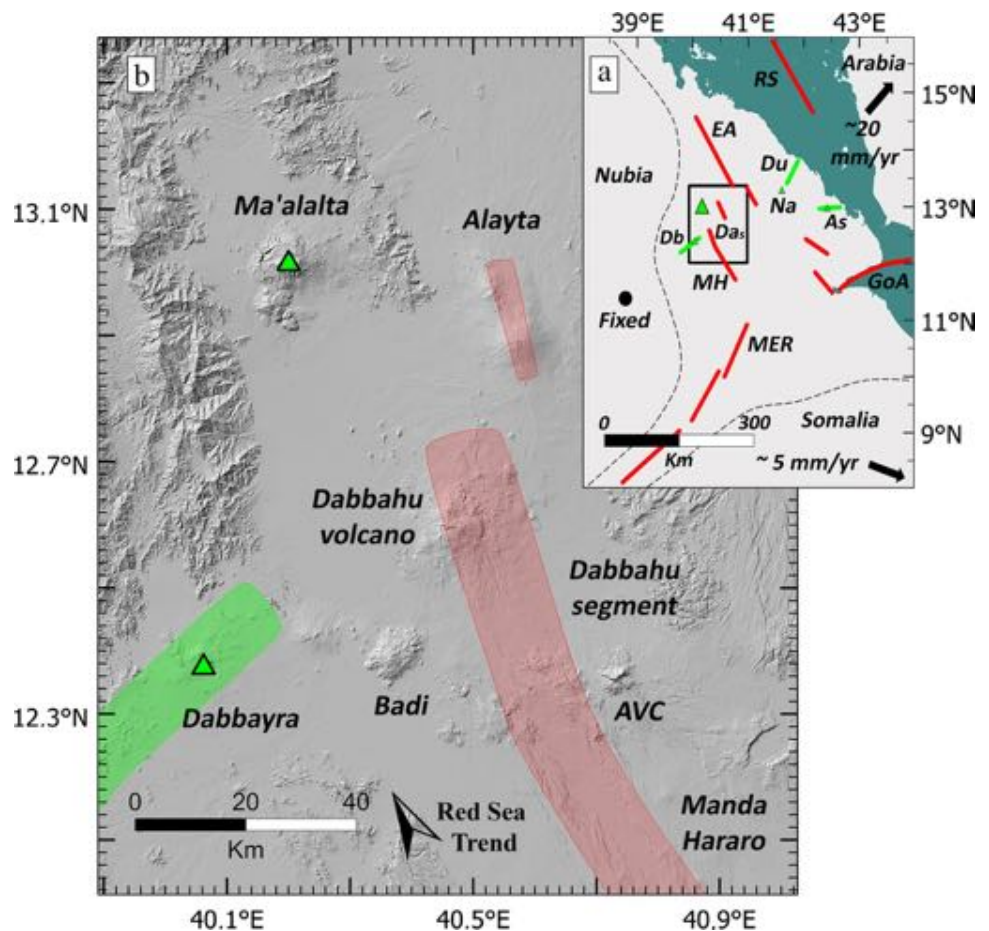 39°E 41°E 43°E
b
a
RS
Arabia
15°N
~20
mm/yr
EA
Nubia
Du
13.1°N
Ma'alalta
Alayta
Na
13°N
Db
Das
As
MH
GoA
Fixed
11°N
MER
Somalia
0 300
Km
9°N
~ 5 mm/yr
12.7°N
Dabbahu
volcano
Dabbahu
segment
12.3°N
Dabbayra
Badi
AVC
0 20 40
Km
Red Sea
Trend
Manda
Hararo
40.1°E 40.5°E 40.9°E